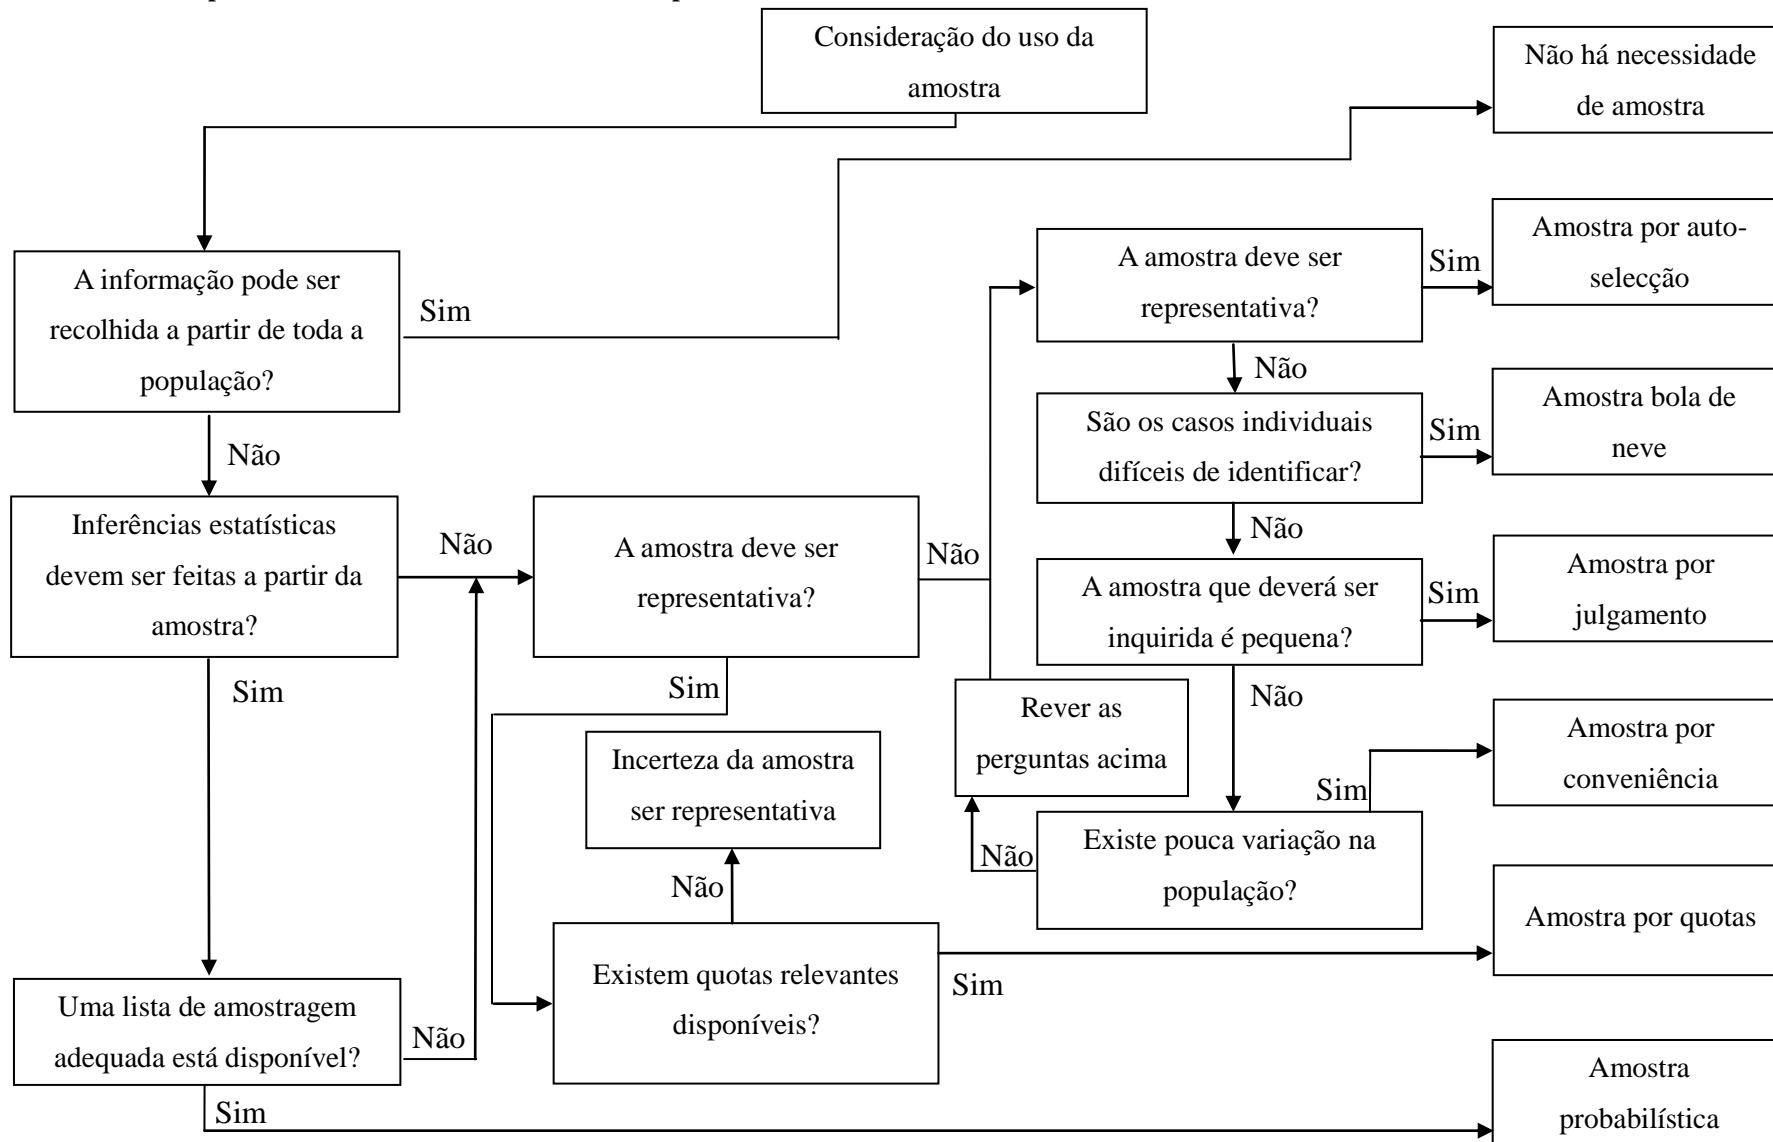 Consideração do uso da
amostra
Não há necessidade
de amostra
A informação pode ser
recolhida a partir de toda a
população?
Sim
Não
A amostra deve ser
representativa?
Sim
Amostra por auto-
selecção
Não
São os casos individuais
difíceis de identificar?
Sim
Amostra bola de
neve
Não
Inferências estatísticas
devem ser feitas a partir da
amostra?
Não
A amostra deve ser
representativa?
Não
A amostra que deverá ser
inquirida é pequena?
Sim
Amostra por
julgamento
Sim
Sim
Não
Rever as
perguntas acima
Incerteza da amostra
ser representativa
Amostra por
conveniência
Sim
Existe pouca variação na
população?
Não
Não
Existem quotas relevantes
disponíveis?
Sim
Amostra por quotas
Uma lista de amostragem
adequada está disponível?
Não
Sim
Amostra
probabilística